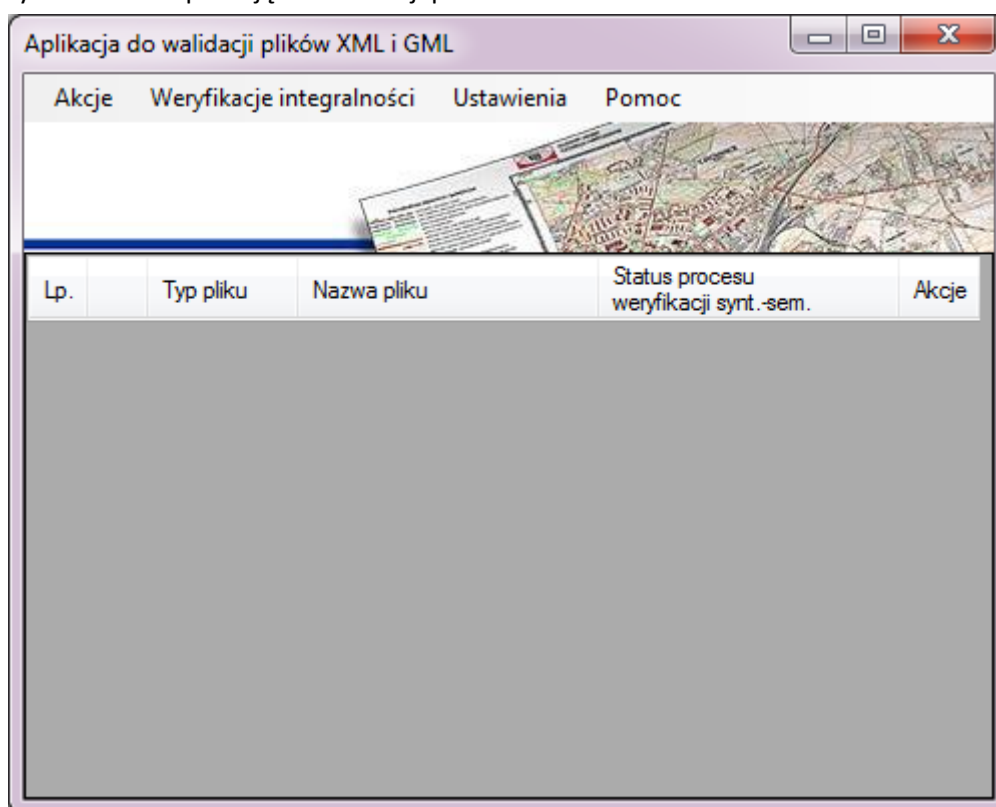 Aplikacja do walidacji plików XML i GML
Akcje Weryfikacje integralności Ustawienia Pomoc
Lp. Typ pliku Nazwa pliku Status procesu weryfikacji synt.-sem. Akcje